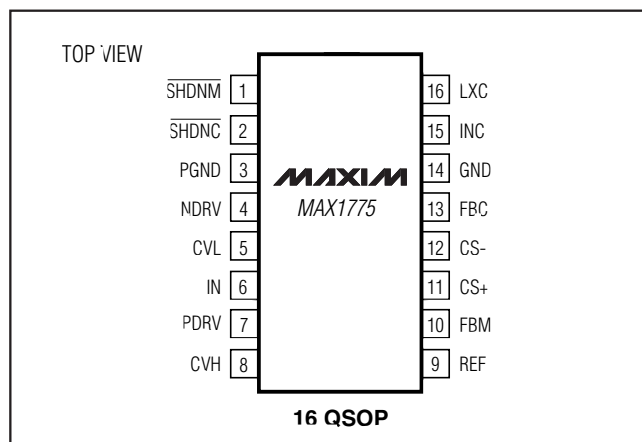 TOP VIEW
SHDNM 1
SHDNC 2
PGND 3
NDRV 4
CVL 5
IN 6
PDRV 7
CVH 8
MAXIM
MAX1775
16 LXC
15 INC
14 GND
13 FBC
12 CS-
11 CS+
10 FBM
9 REF
16 QSOP